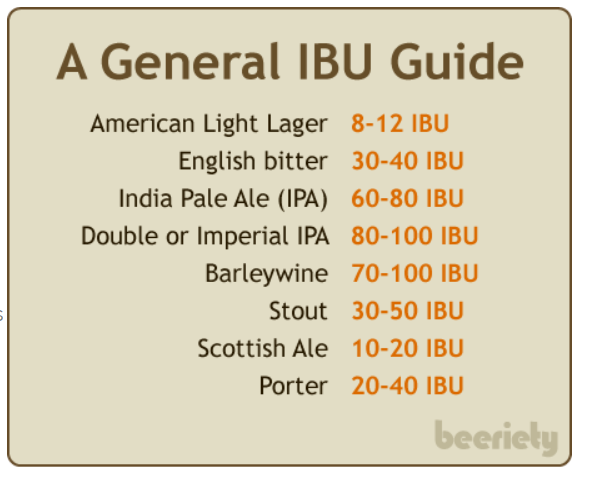 A General IBU Guide
American Light Lager 8-12 IBU
English bitter 30-40 IBU
India Pale Ale (IPA) 60-80 IBU
Double or Imperial IPA 80-100 IBU
Barleywine 70-100 IBU
Stout 30-50 IBU
Scottish Ale 10-20 IBU
Porter 20-40 IBU
beeriety